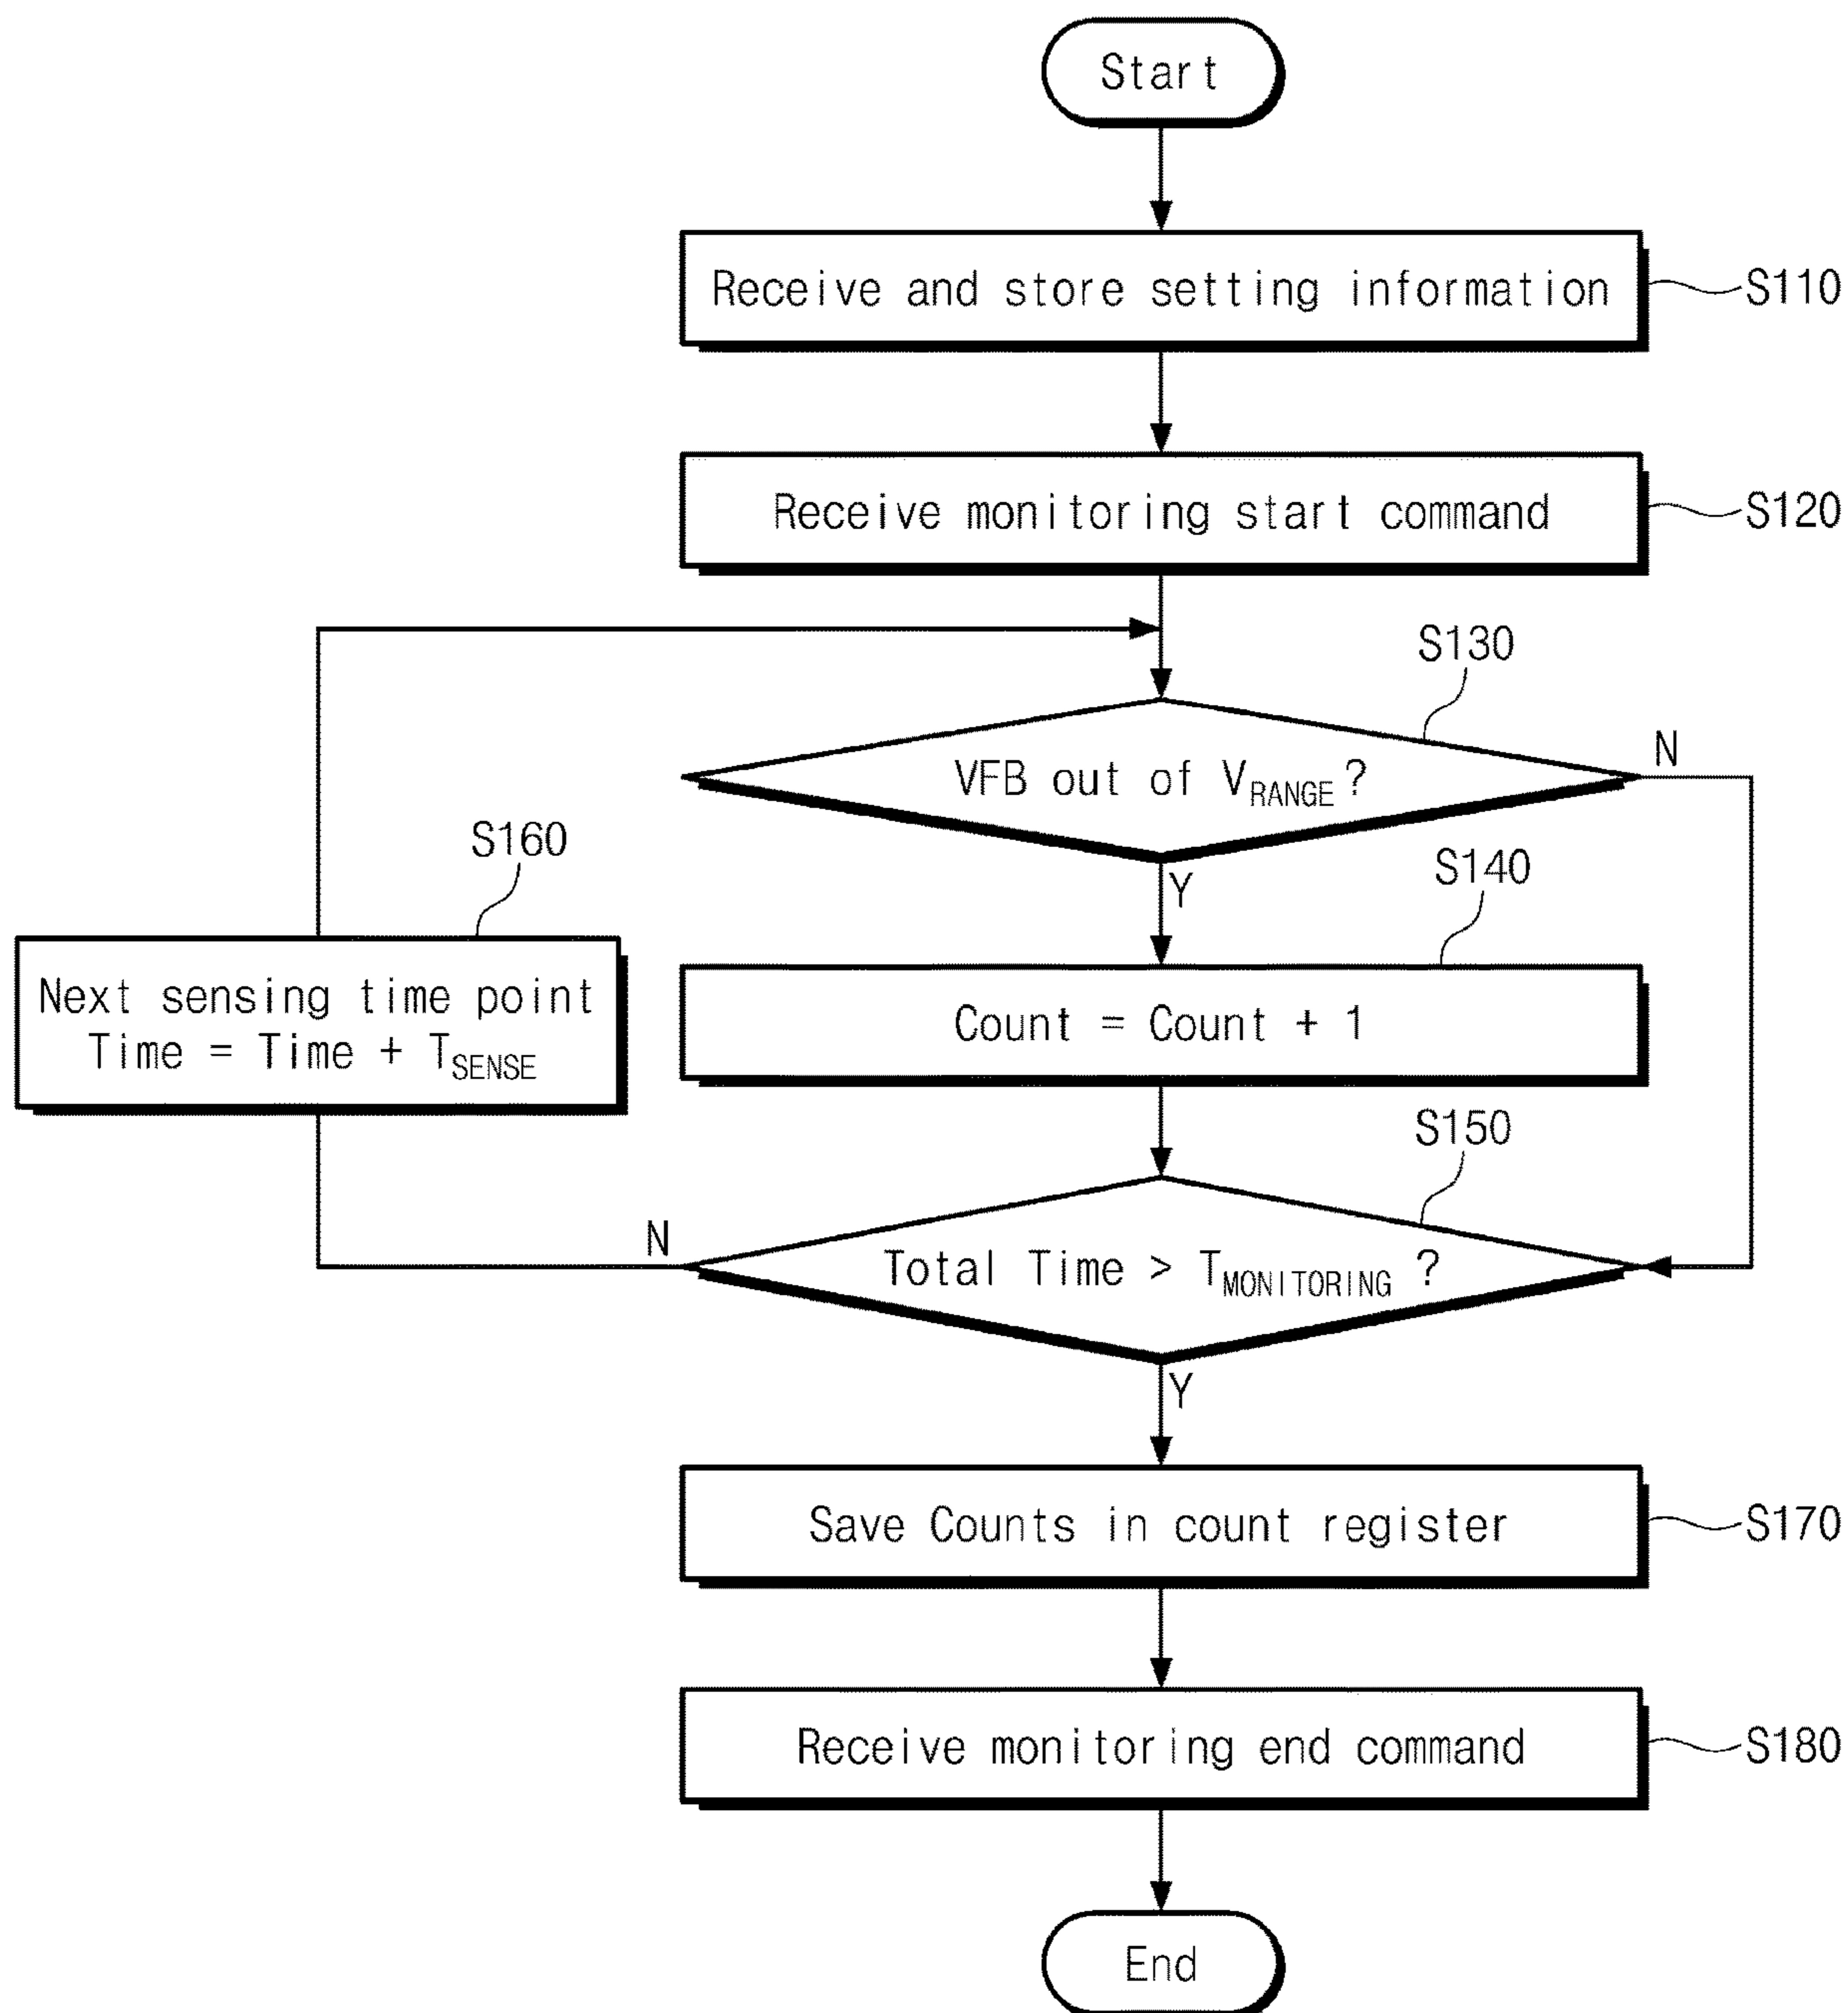 Start
Receive and store setting information
S110
Receive monitoring start command
S120
S130
VFB out of VRANGE?
N
Y
S140
Count = Count + 1
S160
Next sensing time point
Time = Time + TSENSE
S150
Total Time > TMONITORING ?
N
Y
Save Counts in count register
S170
Receive monitoring end command
S180
End